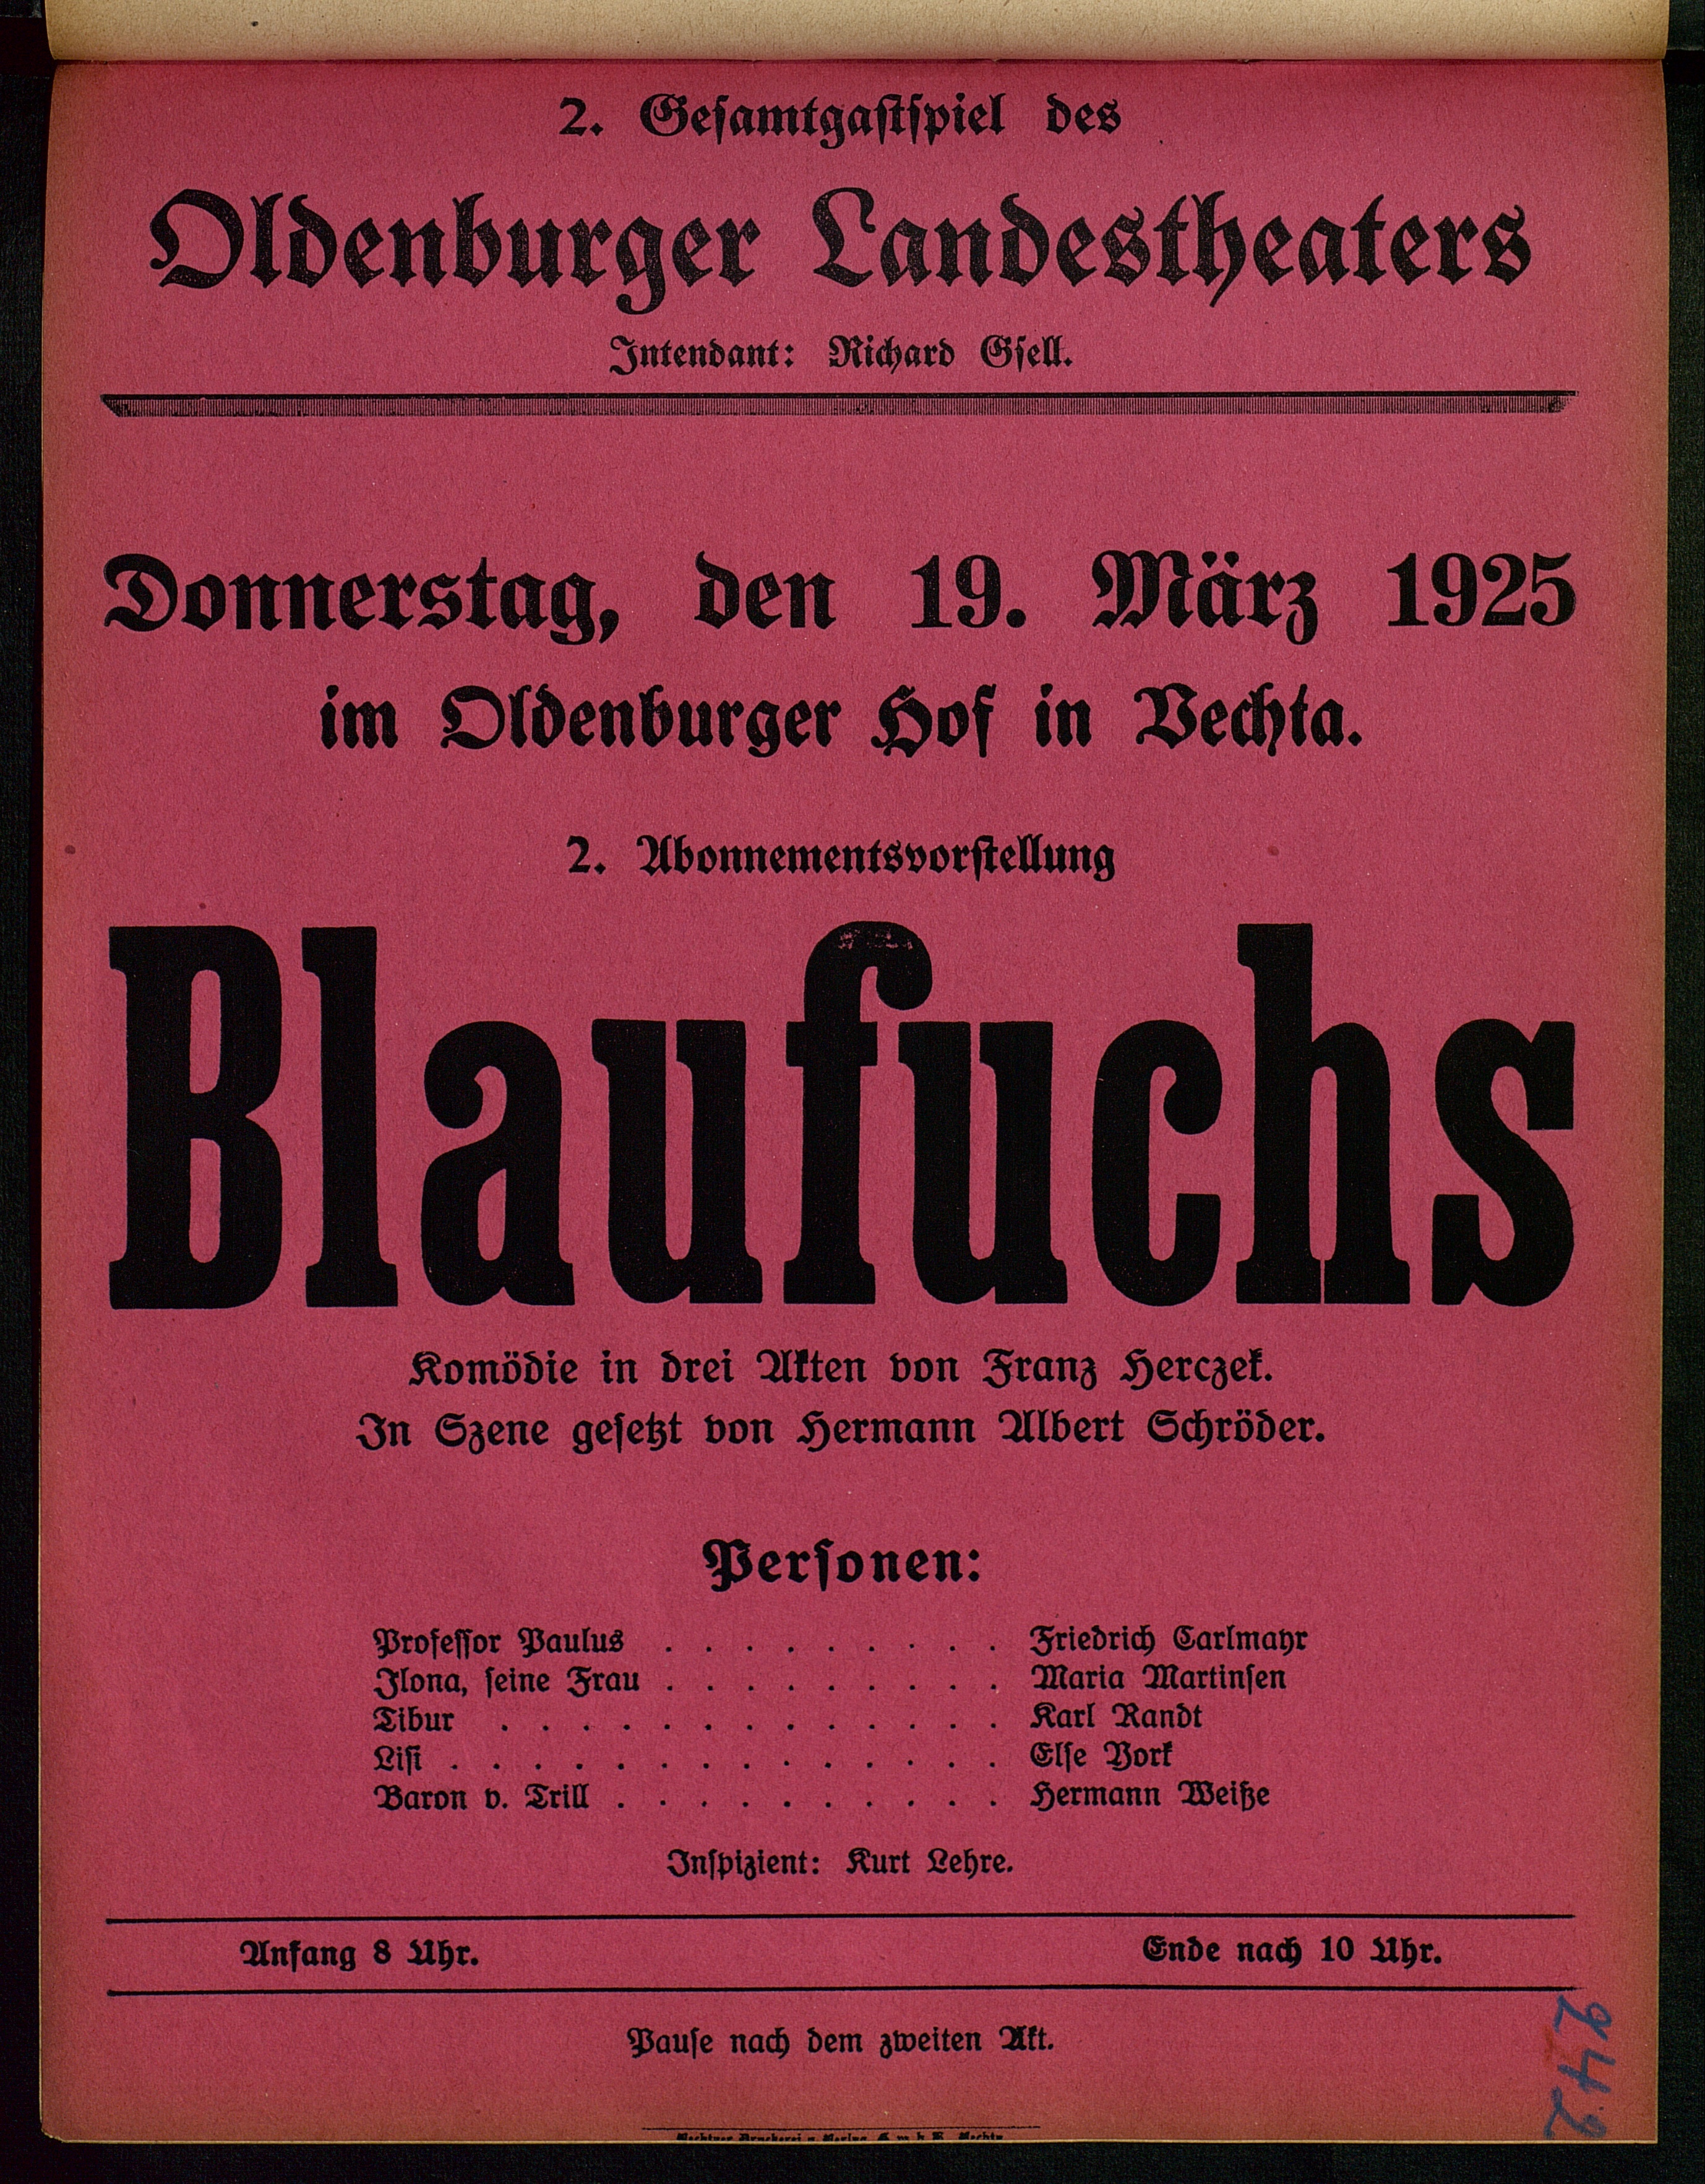 2. Gesamtgastspiel des
Oldenburger Landestheaters
Intendant: Richard Gsell.
Donnerstag, den 19. März 1925
im Oldenburger Hof in Vechta.
2. Abonnementsvorstellung
Blaufuchs
Komödie in drei Akten von Franz Herczek.
In Szene gesetzt von Hermann Albert Schröder.
Personen:
Professor Paulus . . . . . . . . . Friedrich Carlmayr
Ilona, seine Frau . . . . . . . . . Maria Martinsen
Tibur . . . . . . . . . . . . . Karl Randt
Lisi . . . . . . . . . . . . . . Else York
Baron v. Trill . . . . . . . . . . Hermann Weiße
Inspizient: Kurt Lehre.
Anfang 8 Uhr. Ende nach 10 Uhr.
Pause nach dem zweiten Akt.
242